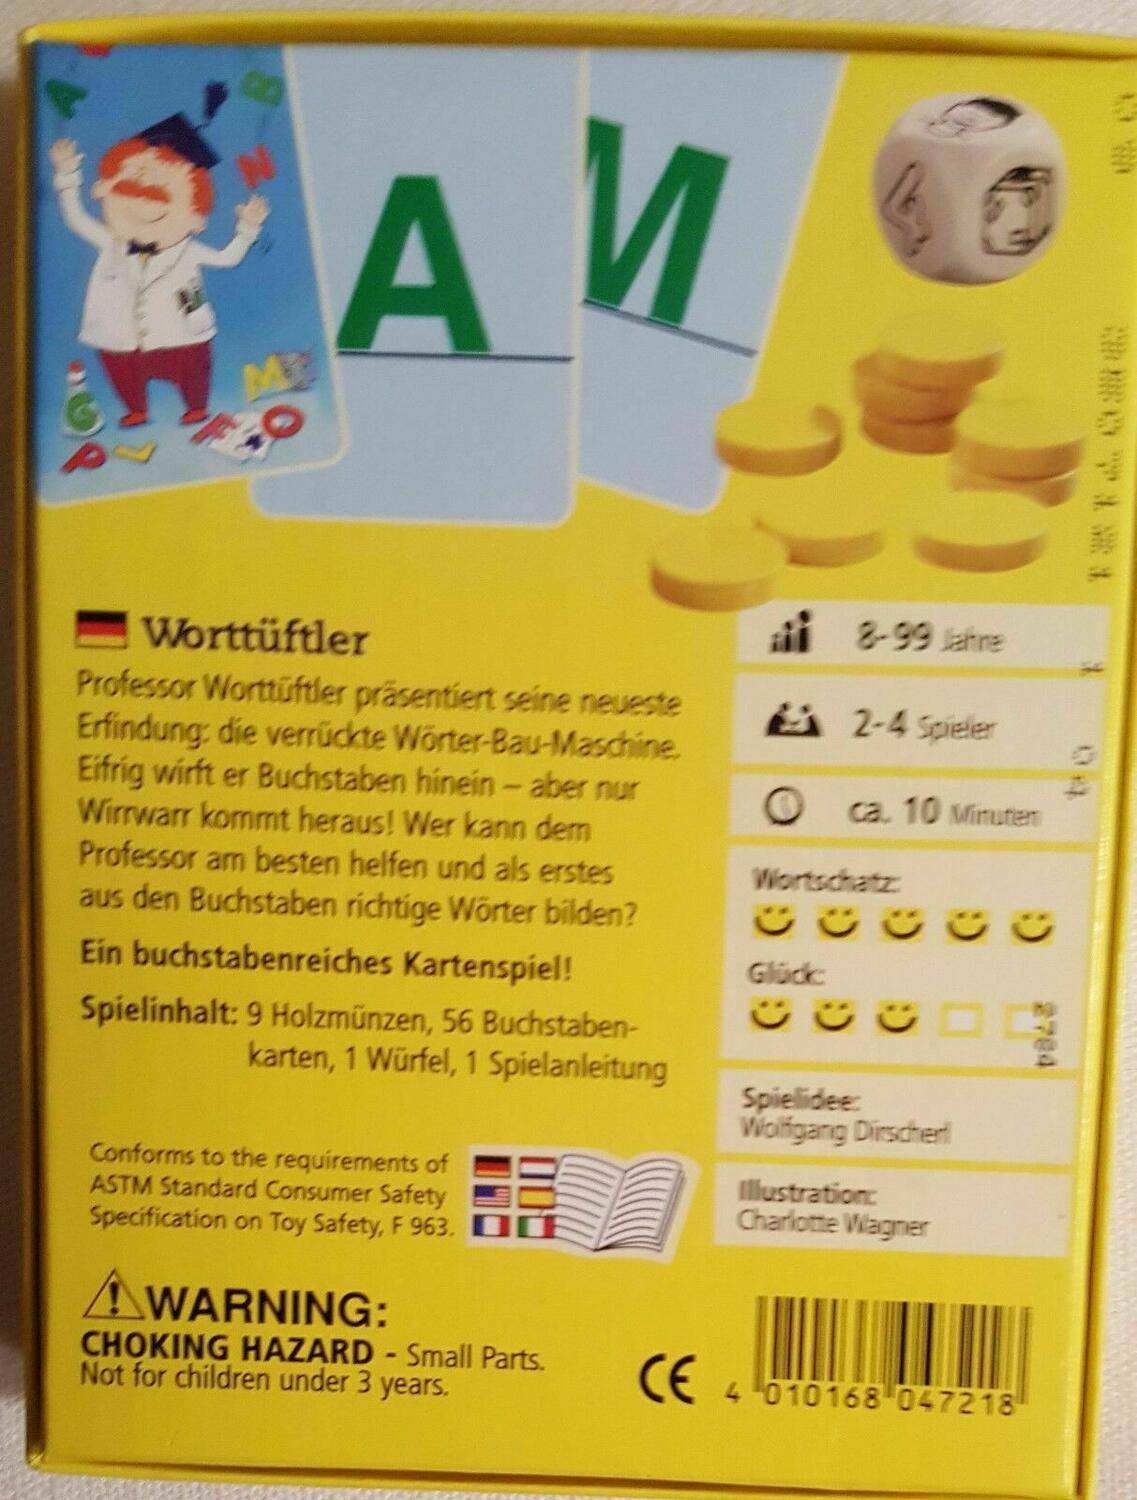 A
B
N
A
M
G
M
F
O
P
L
Worttüftler
Professor Worttüftler präsentiert seine neueste
Erfindung: die verrückte Wörter-Bau-Maschine.
Eifrig wirft er Buchstaben hinein – aber nur
Wirrwarr kommt heraus! Wer kann dem
Professor am besten helfen und als erstes
aus den Buchstaben richtige Wörter bilden?
Ein buchstabenreiches Kartenspiel!
Spielinhalt: 9 Holzmünzen, 56 Buchstaben-
karten, 1 Würfel, 1 Spielanleitung
8-99 Jahre
2-4 Spieler
ca. 10 Minuten
Wortschatz:
Glück:
2784
Spielidee:
Wolfgang Dirscherl
Illustration:
Charlotte Wagner
Conforms to the requirements of
ASTM Standard Consumer Safety
Specification on Toy Safety, F 963.
WARNING:
CHOKING HAZARD - Small Parts.
Not for children under 3 years.
CE
4 010168 047218